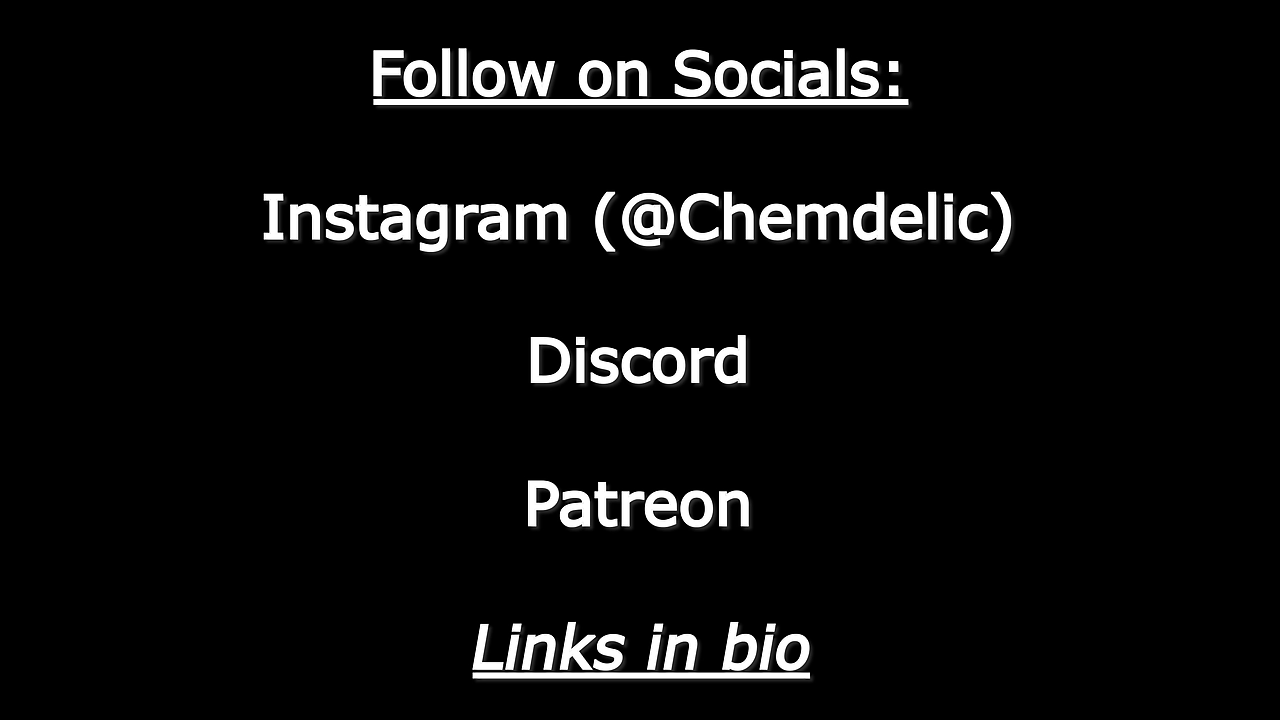 Follow on Socials:
Instagram (@Chemdelic)
Discord
Patreon
Links in bio